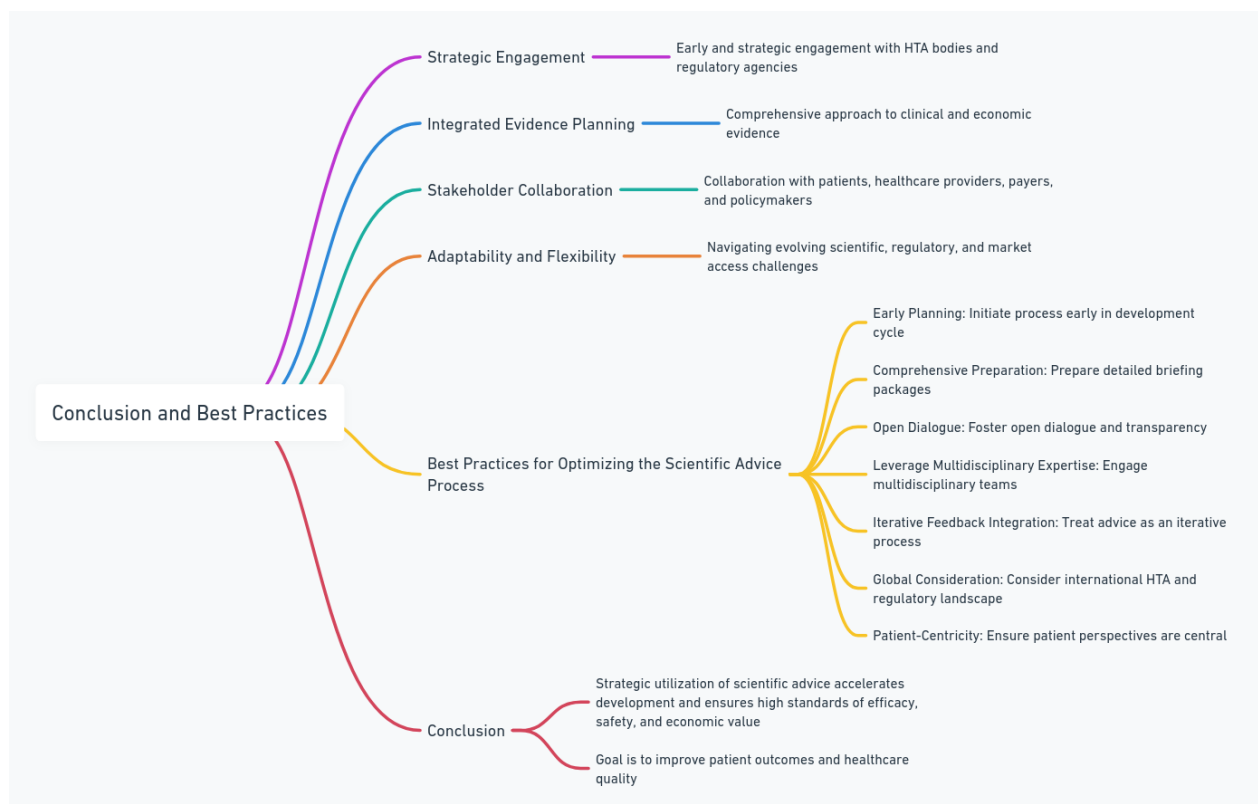 Conclusion and Best Practices
Strategic Engagement
Early and strategic engagement with HTA bodies and
regulatory agencies
Integrated Evidence Planning
Comprehensive approach to clinical and economic
evidence
Stakeholder Collaboration
Collaboration with patients, healthcare providers, payers,
and policymakers
Adaptability and Flexibility
Navigating evolving scientific, regulatory, and market
access challenges
Best Practices for Optimizing the Scientific Advice
Process
Early Planning: Initiate process early in development
cycle
Comprehensive Preparation: Prepare detailed briefing
packages
Open Dialogue: Foster open dialogue and transparency
Leverage Multidisciplinary Expertise: Engage
multidisciplinary teams
Iterative Feedback Integration: Treat advice as an iterative
process
Global Consideration: Consider international HTA and
regulatory landscape
Patient-Centricity: Ensure patient perspectives are central
Conclusion
Strategic utilization of scientific advice accelerates
development and ensures high standards of efficacy,
safety, and economic value
Goal is to improve patient outcomes and healthcare
quality